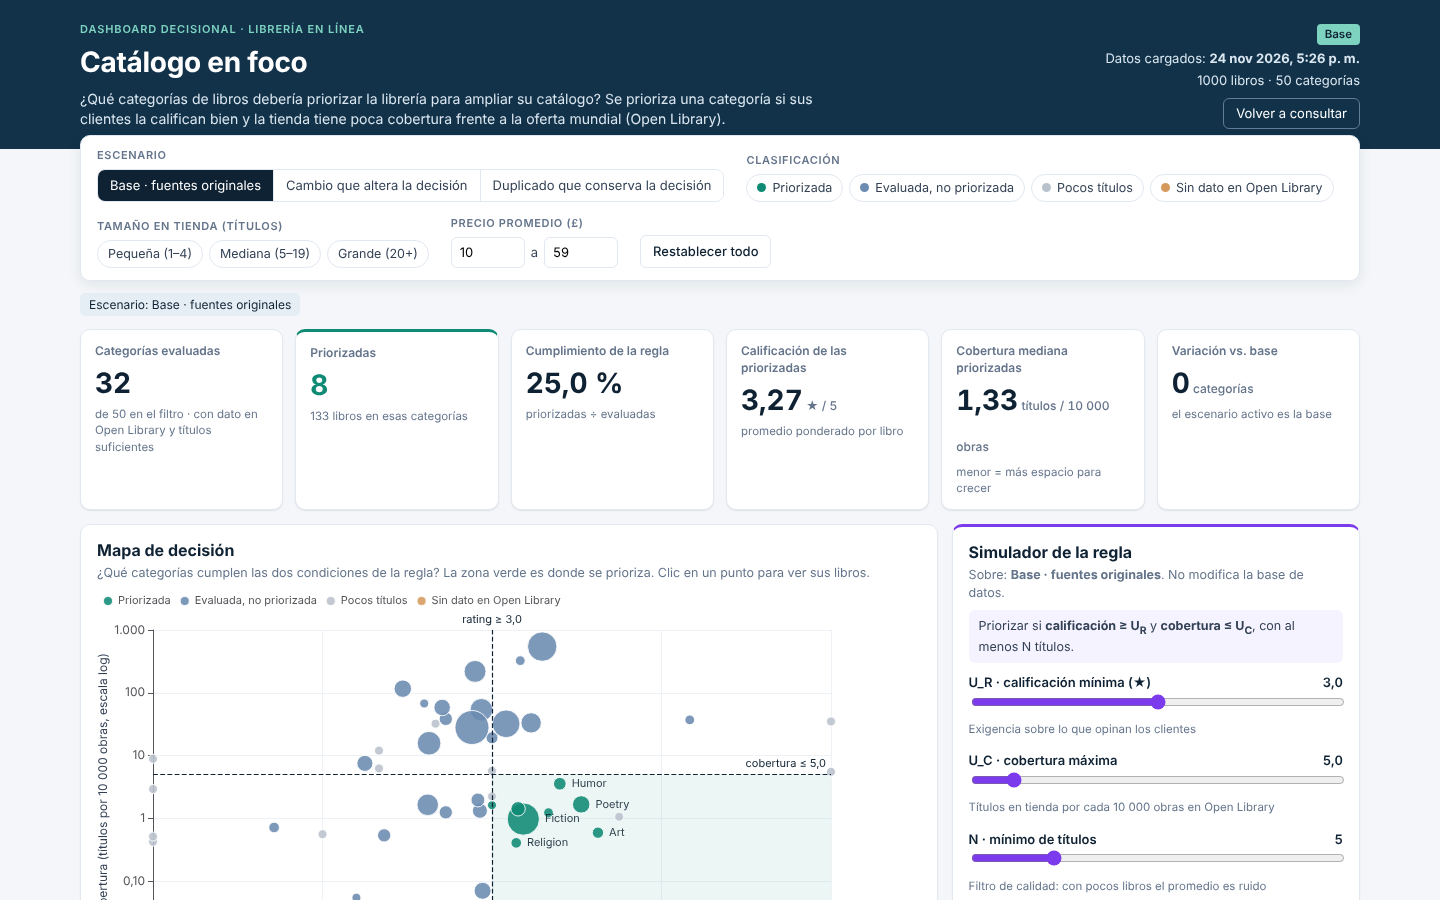 DASHBOARD DECISIONAL · LIBRERÍA EN LÍNEA
Catálogo en foco
¿Qué categorías de libros debería priorizar la librería para ampliar su catálogo? Se prioriza una categoría si sus
clientes la califican bien y la tienda tiene poca cobertura frente a la oferta mundial (Open Library).
Base
Datos cargados: 24 nov 2026, 5:26 p. m.
1000 libros · 50 categorías
Volver a consultar
ESCENARIO
Base · fuentes originales
Cambio que altera la decisión
Duplicado que conserva la decisión
CLASIFICACIÓN
Priorizada
Evaluada, no priorizada
Pocos títulos
Sin dato en Open Library
TAMAÑO EN TIENDA (TÍTULOS)
Pequeña (1–4)
Mediana (5–19)
Grande (20+)
PRECIO PROMEDIO (£)
10 a 59
Restablecer todo
Escenario: Base · fuentes originales
Categorías evaluadas
32
de 50 en el filtro · con dato en
Open Library y títulos
suficientes
Priorizadas
8
133 libros en esas categorías
Cumplimiento de la regla
25,0 %
priorizadas ÷ evaluadas
Calificación de las
priorizadas
3,27 ★ / 5
promedio ponderado por libro
Cobertura mediana
priorizadas
1,33 títulos / 10 000
obras
menor = más espacio para
crecer
Variación vs. base
0 categorías
el escenario activo es la base
Mapa de decisión
¿Qué categorías cumplen las dos condiciones de la regla? La zona verde es donde se prioriza. Clic en un punto para ver sus libros.
Priorizada
Evaluada, no priorizada
Pocos títulos
Sin dato en Open Library
rating ≥ 3,0
1.000
100
10
1
0,10
bertura (títulos por 10 000 obras, escala log)
cobertura ≤ 5,0
Humor
Poetry
Fiction
Art
Religion
Simulador de la regla
Sobre: Base · fuentes originales. No modifica la base de
datos.
Priorizar si calificación ≥ UR y cobertura ≤ UC, con al
menos N títulos.
U_R · calificación mínima (★) 3,0
Exigencia sobre lo que opinan los clientes
U_C · cobertura máxima 5,0
Títulos en tienda por cada 10 000 obras en Open Library
N · mínimo de títulos 5
Filtro de calidad: con pocos libros el promedio es ruido